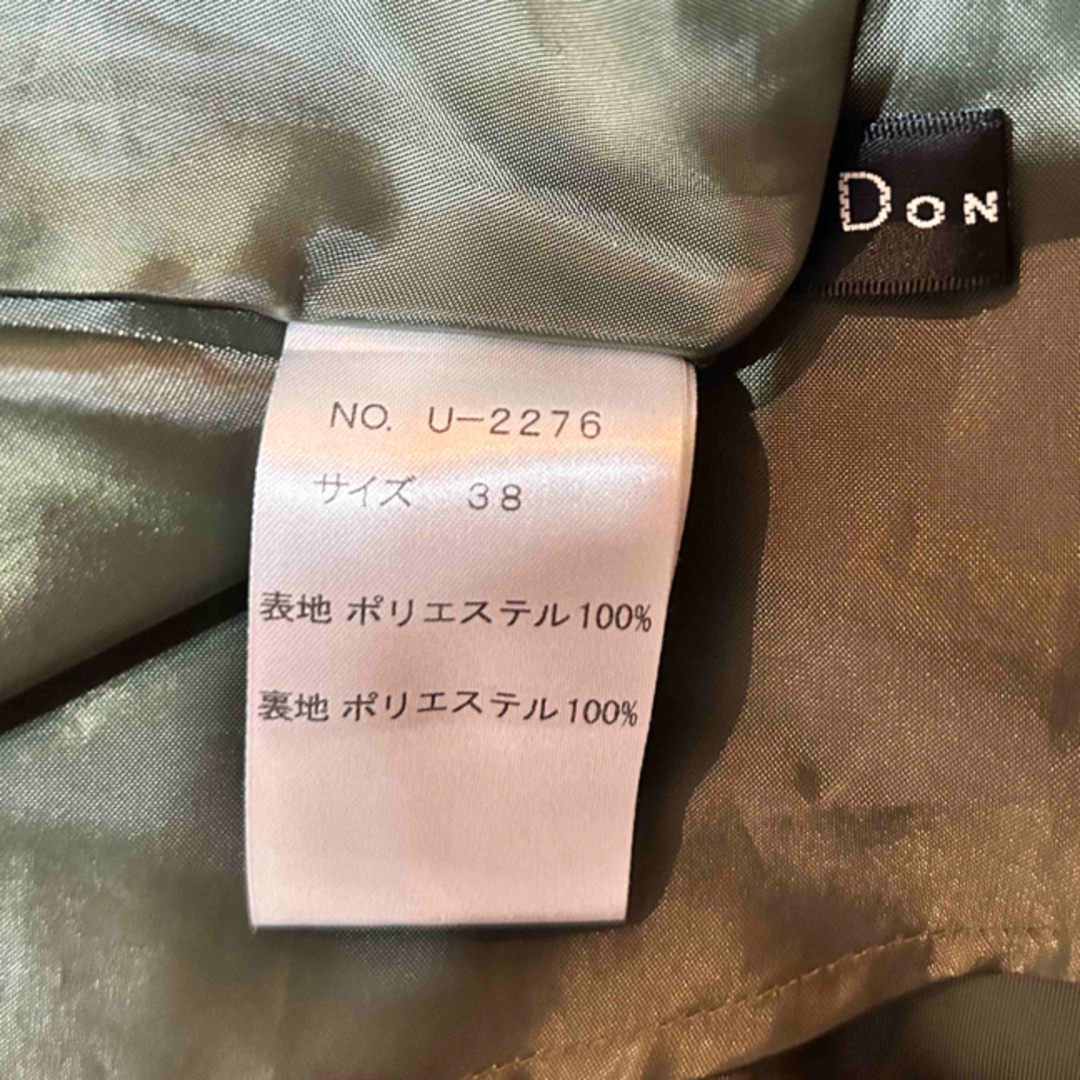 DON
NO. U-2276
サイズ 38
表地 ポリエステル100%
裏地 ポリエステル100%